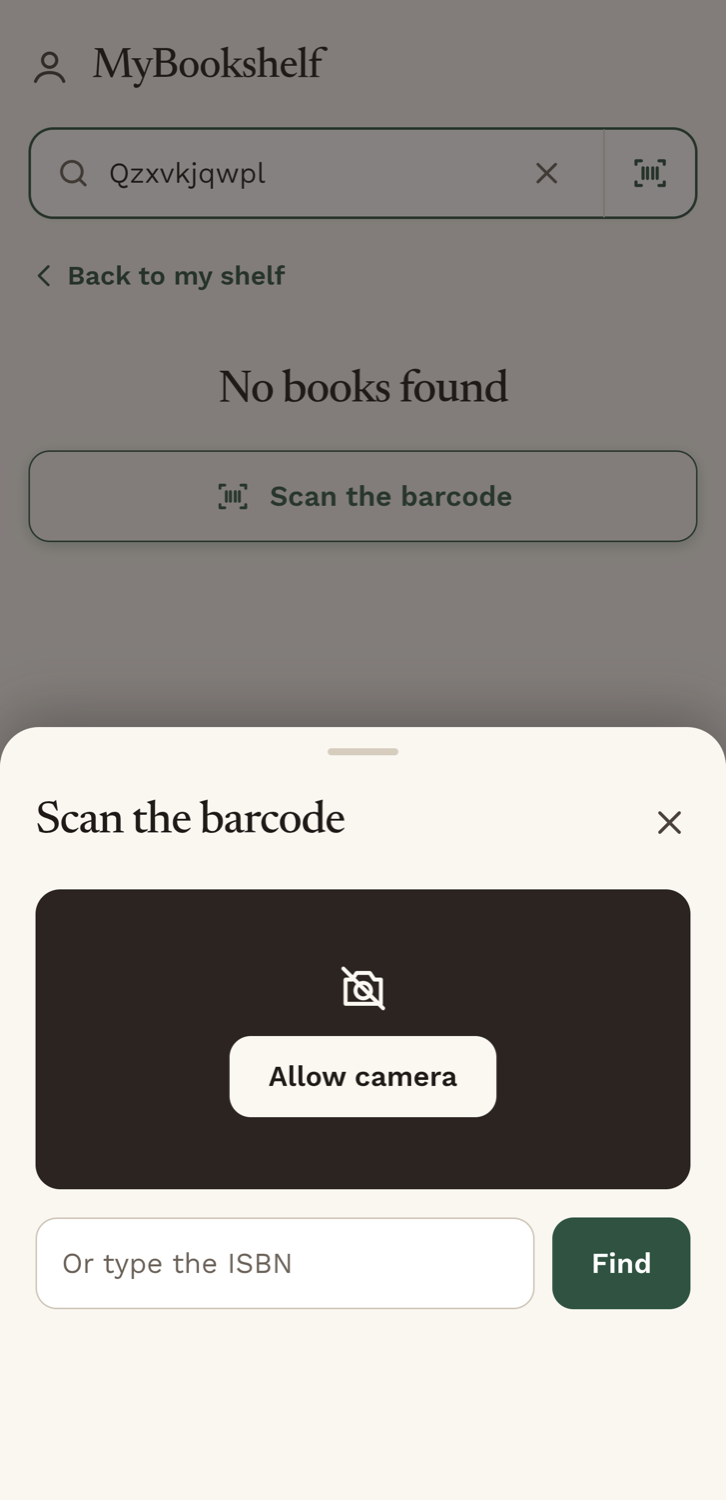 MyBookshelf
Qzxvkjqwpl
Back to my shelf
No books found
Scan the barcode
Scan the barcode
Allow camera
Or type the ISBN
Find